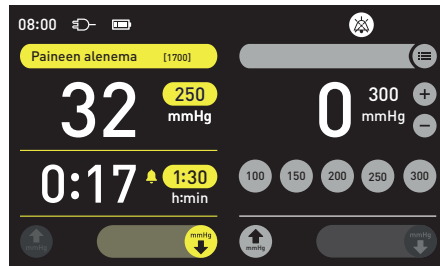 08:00
Paineen alenema [1700]
32 250 mmHg
0:17 1:30 h:min
mmHg mmHg
0 300 mmHg + −
100 150 200 250 300
mmHg mmHg